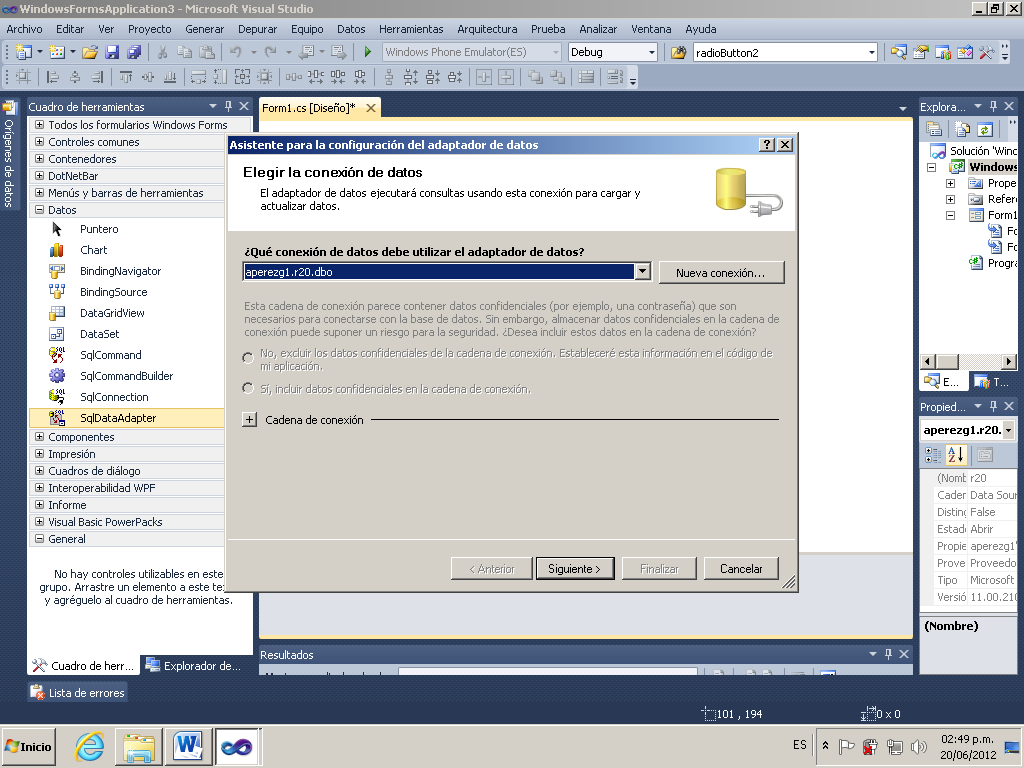 WindowsFormsApplication3 - Microsoft Visual Studio
Archivo Editar Ver Proyecto Generar Depurar Equipo Datos Herramientas Arquitectura Prueba Analizar Ventana Ayuda
Windows Phone Emulator(ES) Debug radioButton2
Orígenes de datos
Cuadro de herramientas
Todos los formularios Windows Forms
Controles comunes
Contenedores
DotNetBar
Menús y barras de herramientas
Datos
Puntero
Chart
BindingNavigator
BindingSource
DataGridView
DataSet
SqlCommand
SqlCommandBuilder
SqlConnection
SqlDataAdapter
Componentes
Impresión
Cuadros de diálogo
Interoperabilidad WPF
Informe
Visual Basic PowerPacks
General
No hay controles utilizables en este
grupo. Arrastre un elemento a este te
y agréguelo al cuadro de herramientas.
Cuadro de herr... Explorador de...
Form1.cs [Diseño]*
Asistente para la configuración del adaptador de datos
Elegir la conexión de datos
El adaptador de datos ejecutará consultas usando esta conexión para cargar y
actualizar datos.
¿Qué conexión de datos debe utilizar el adaptador de datos?
aperezg1.r20.dbo Nueva conexión...
Esta cadena de conexión parece contener datos confidenciales (por ejemplo, una contraseña) que son
necesarios para conectarse con la base de datos. Sin embargo, almacenar datos confidenciales en la cadena de
conexión puede suponer un riesgo para la seguridad. ¿Desea incluir estos datos en la cadena de conexión?
No, excluir los datos confidenciales de la cadena de conexión. Estableceré esta información en el código de
mi aplicación.
Sí, incluir datos confidenciales en la cadena de conexión.
Cadena de conexión
< Anterior Siguiente > Finalizar Cancelar
Resultados
Explora...
Solución 'Winc
Windows
Prope
Refer
Form1
Fo
Fo
Progra
E... T...
Propied...
aperezg1.r20.
(Nomb r20
Cader Data Sour
Disting False
Estad Abrir
Propie aperezg1
Prove Proveedo
Tipo Microsoft
Versió 11.00.210
(Nombre)
Lista de errores
101 , 194 0 x 0
Inicio
ES
02:49 p.m.
20/06/2012